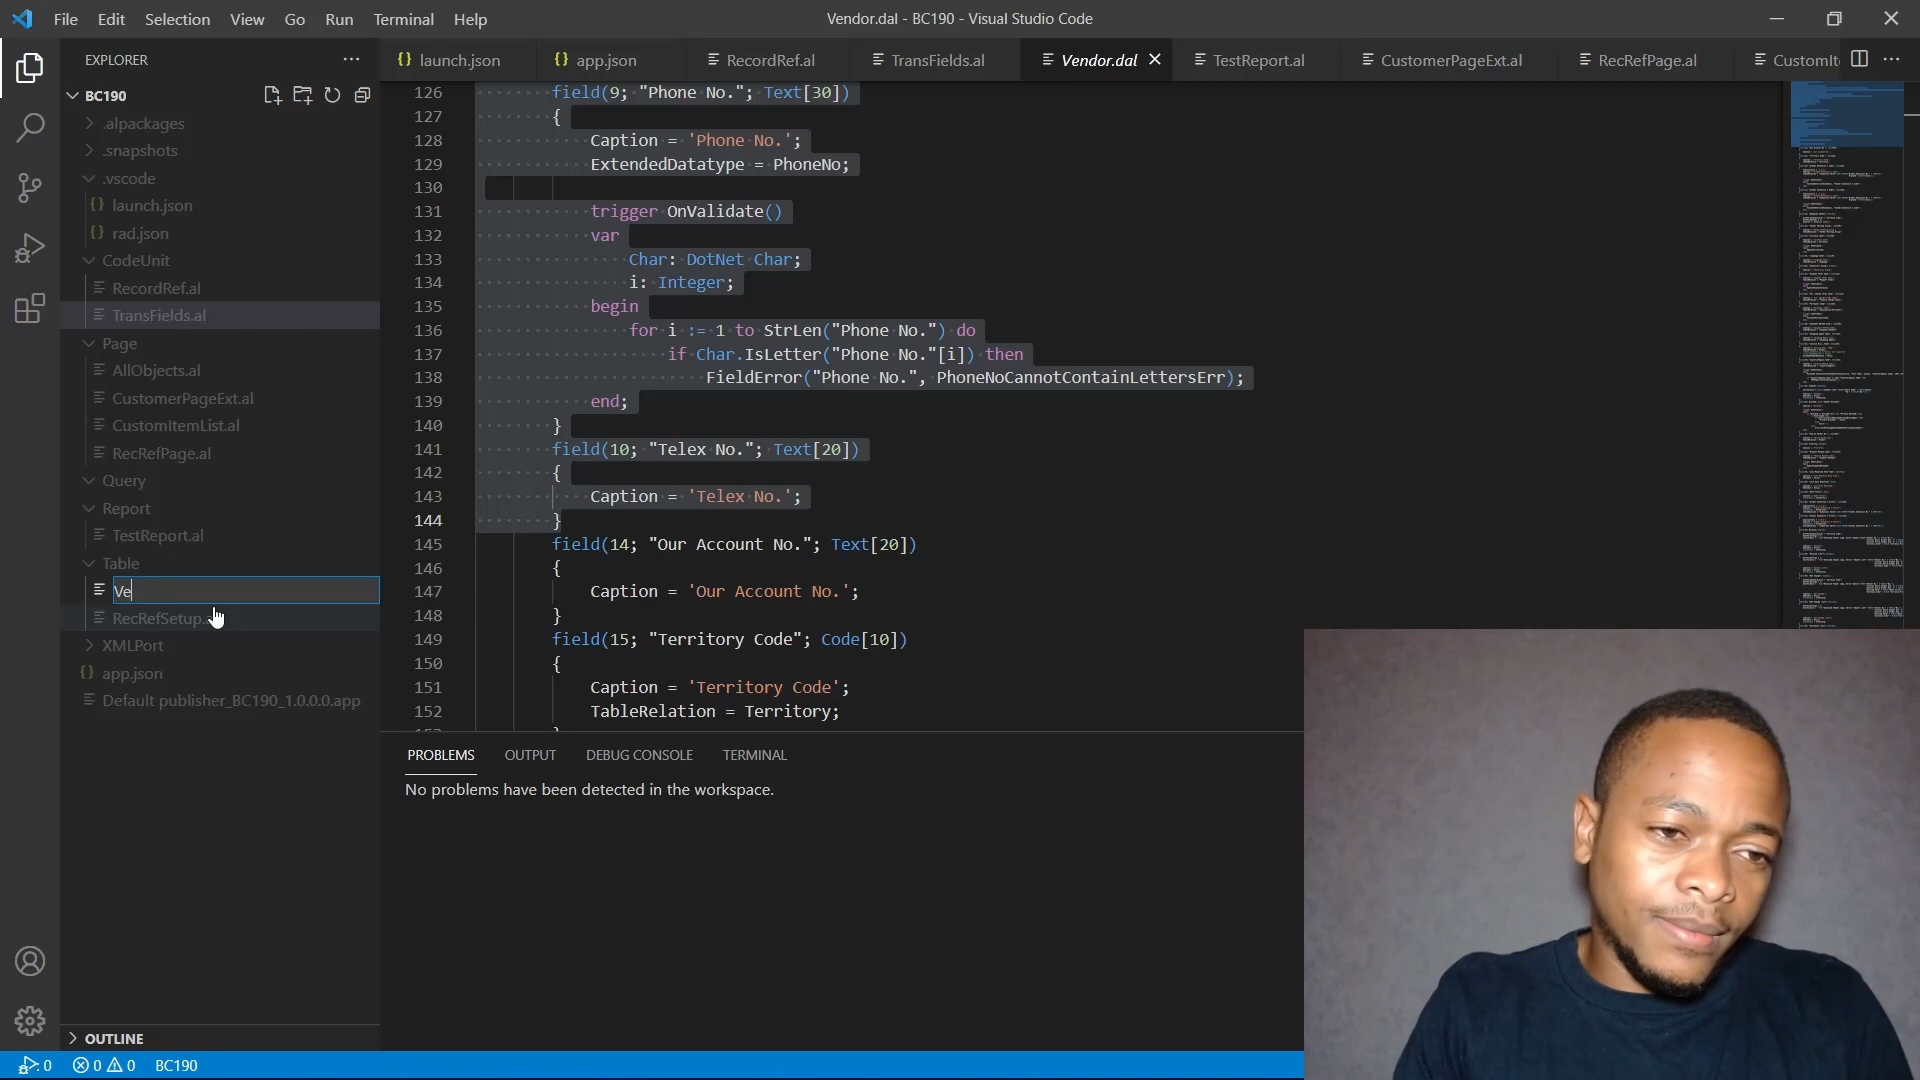 File Edit Selection View Go Run Terminal Help
Vendor.dal - BC190 - Visual Studio Code
EXPLORER
launch.json
app.json
RecordRef.al
TransFields.al
Vendor.dal
TestReport.al
CustomerPageExt.al
RecRefPage.al
CustomIt
BC190
.alpackages
.snapshots
.vscode
launch.json
rad.json
CodeUnit
RecordRef.al
TransFields.al
Page
AllObjects.al
CustomerPageExt.al
CustomItemList.al
RecRefPage.al
Query
Report
TestReport.al
Table
Ve
RecRefSetup.
XMLPort
app.json
Default publisher_BC190_1.0.0.0.app
OUTLINE
126 field(9; "Phone No."; Text[30])
127 {
128 Caption = 'Phone No.';
129 ExtendedDatatype = PhoneNo;
130
131 trigger OnValidate()
132 var
133 Char: DotNet Char;
134 i: Integer;
135 begin
136 for i := 1 to StrLen("Phone No.") do
137 if Char.IsLetter("Phone No."[i]) then
138 FieldError("Phone No.", PhoneNoCannotContainLettersErr);
139 end;
140 }
141 field(10; "Telex No."; Text[20])
142 {
143 Caption = 'Telex No.';
144 }
145 field(14; "Our Account No."; Text[20])
146 {
147 Caption = 'Our Account No.';
148 }
149 field(15; "Territory Code"; Code[10])
150 {
151 Caption = 'Territory Code';
152 TableRelation = Territory;
PROBLEMS OUTPUT DEBUG CONSOLE TERMINAL
No problems have been detected in the workspace.
0 0 0 BC190